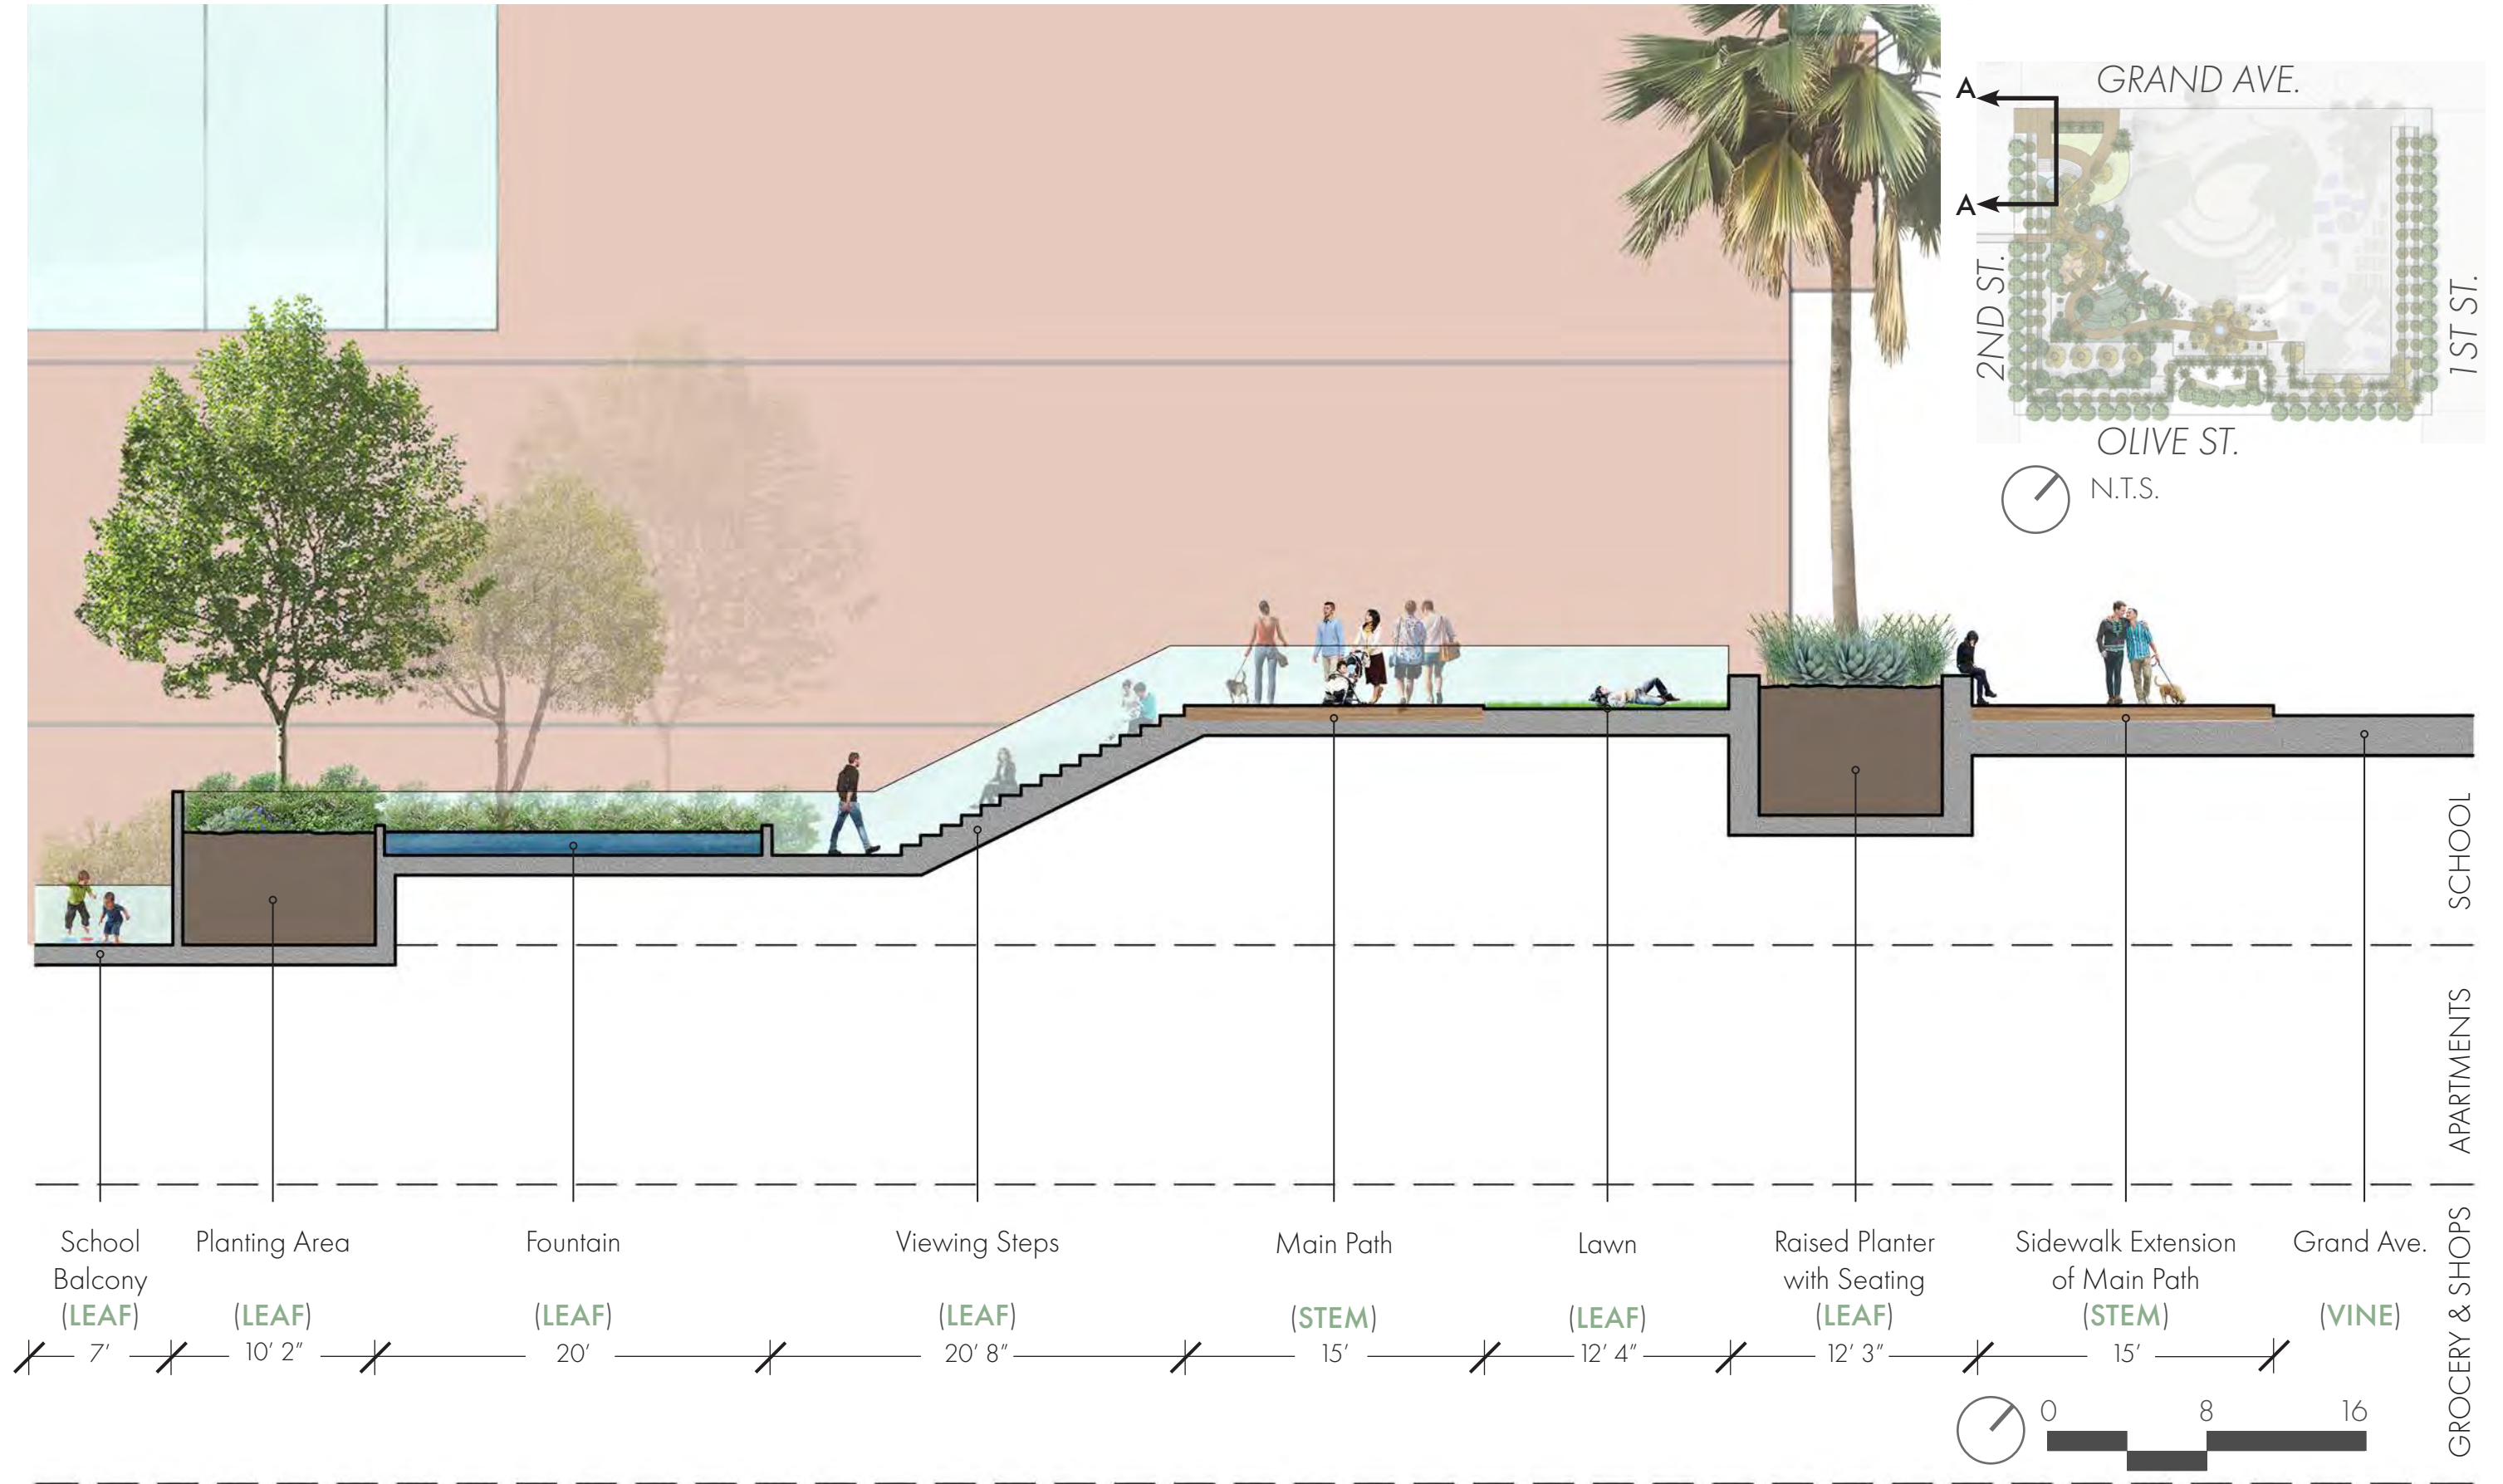 GRAND AVE.
A
A
2ND ST.
1ST ST.
OLIVE ST.
N.T.S.
SCHOOL
APARTMENTS
GROCERY & SHOPS
School
Balcony
(LEAF)
7’
Planting Area
(LEAF)
10’ 2”
Fountain
(LEAF)
20’
Viewing Steps
(LEAF)
20’ 8”
Main Path
(STEM)
15’
Lawn
(LEAF)
12’ 4”
Raised Planter
with Seating
(LEAF)
12’ 3”
Sidewalk Extension
of Main Path
(STEM)
15’
Grand Ave.
(VINE)
0 8 16